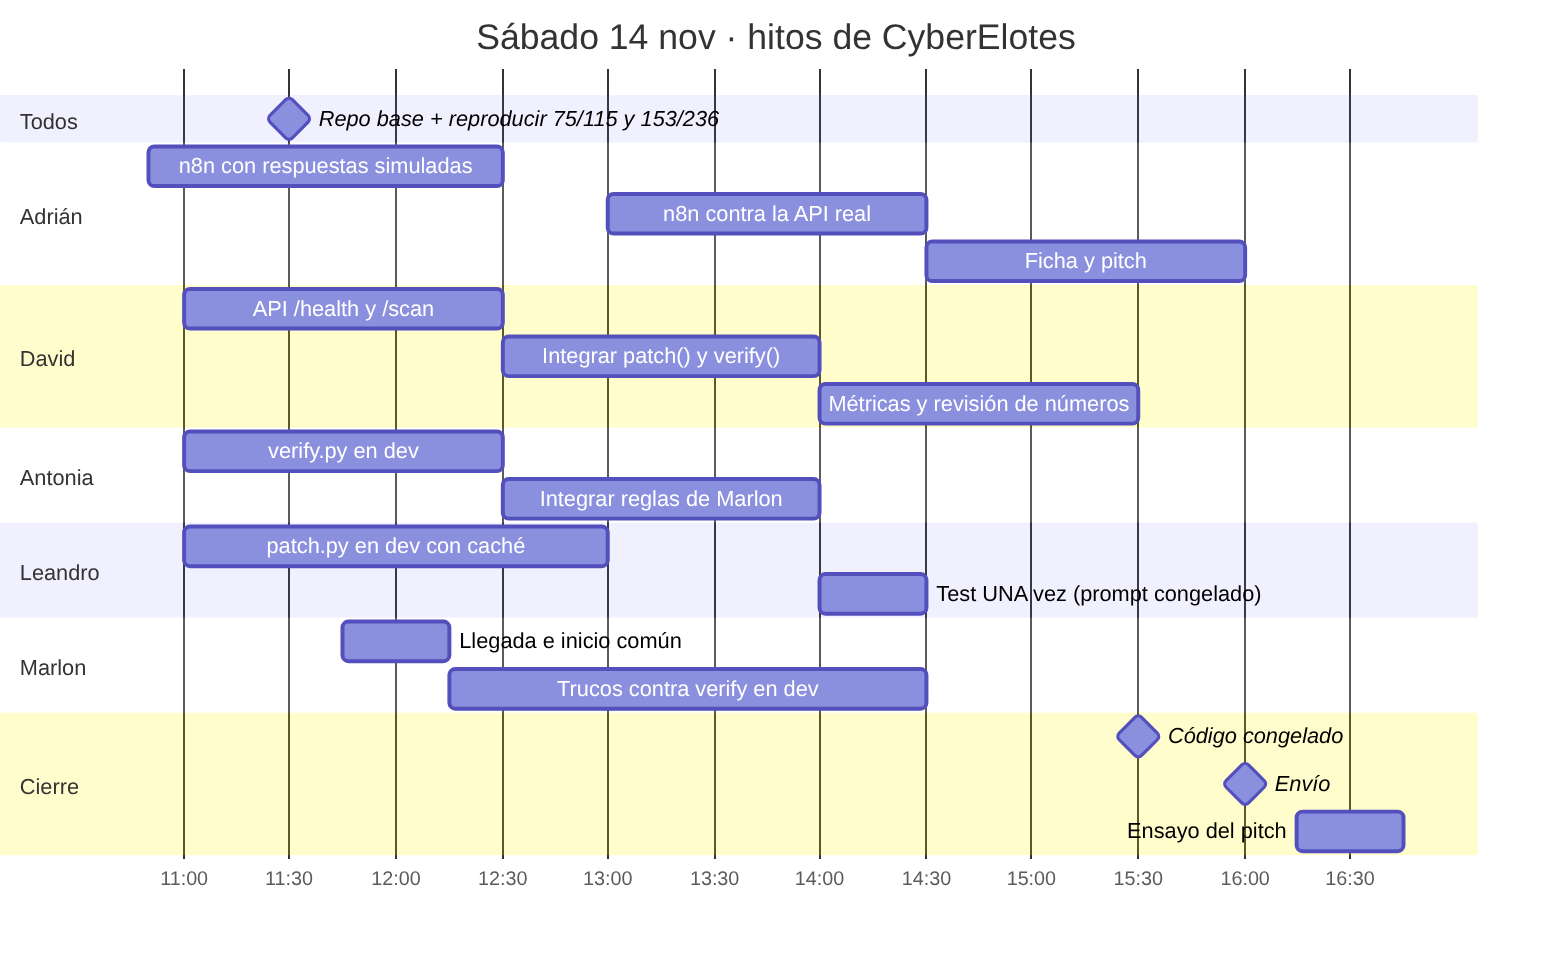 Sábado 14 nov · hitos de CyberElotes
Todos
Repo base + reproducir 75/115 y 153/236
Adrián
n8n con respuestas simuladas
n8n contra la API real
Ficha y pitch
David
API /health y /scan
Integrar patch() y verify()
Métricas y revisión de números
Antonia
verify.py en dev
Integrar reglas de Marlon
Leandro
patch.py en dev con caché
Test UNA vez (prompt congelado)
Marlon
Llegada e inicio común
Trucos contra verify en dev
Cierre
Código congelado
Envío
Ensayo del pitch
11:00 11:30 12:00 12:30 13:00 13:30 14:00 14:30 15:00 15:30 16:00 16:30